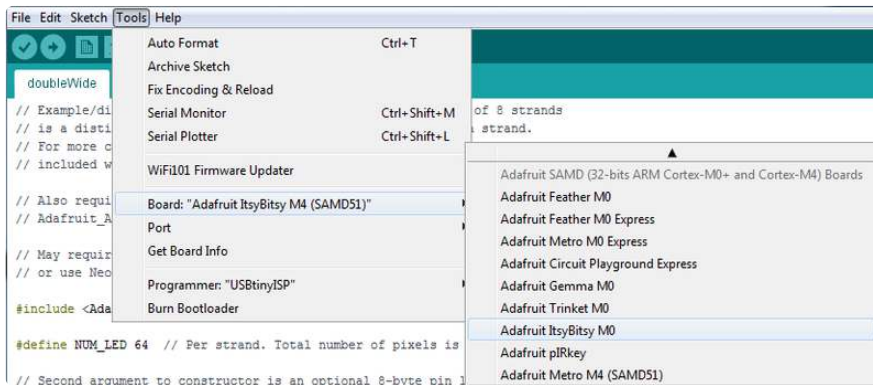 File Edit Sketch Tools Help
Auto Format Ctrl+T
Archive Sketch
Fix Encoding & Reload
Serial Monitor Ctrl+Shift+M
Serial Plotter Ctrl+Shift+L
WiFi101 Firmware Updater
Board: "Adafruit ItsyBitsy M4 (SAMD51)"
Port
Get Board Info
Programmer: "USBtinyISP"
Burn Bootloader
Adafruit SAMD (32-bits ARM Cortex-M0+ and Cortex-M4) Boards
Adafruit Feather M0
Adafruit Feather M0 Express
Adafruit Metro M0 Express
Adafruit Circuit Playground Express
Adafruit Gemma M0
Adafruit Trinket M0
Adafruit ItsyBitsy M0
Adafruit pIRkey
Adafruit Metro M4 (SAMD51)
doubleWide
// Example/di of 8 strands
// is a disti strand.
// For more c
// included w
// Also requi
// Adafruit_A
// May requir
// or use Neo
#include <Ada
#define NUM_LED 64 // Per strand. Total number of pixels is
// Second argument to constructor is an optional 8-byte pin l